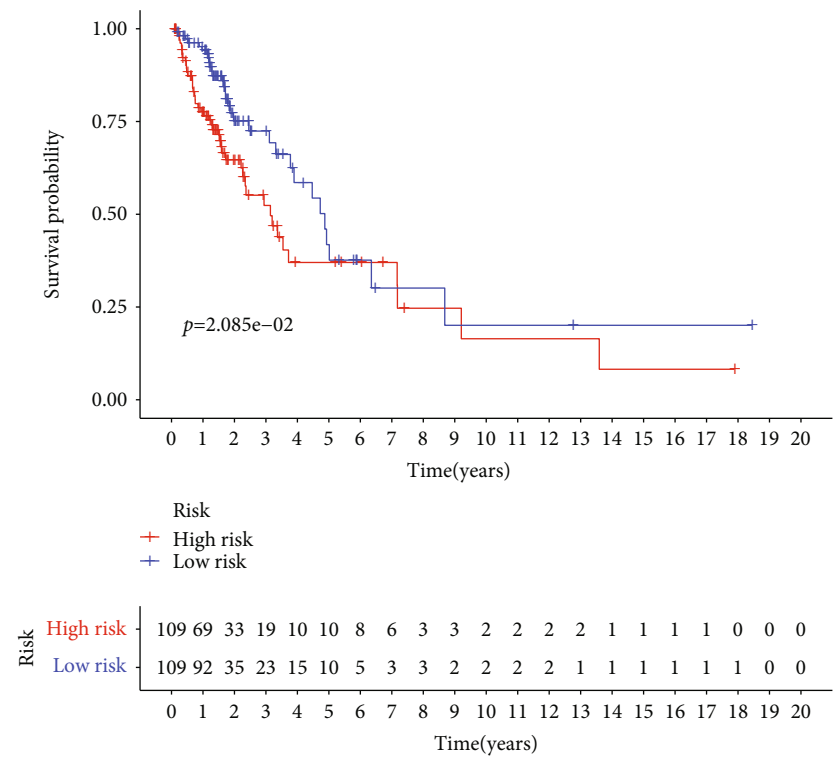 1.00
0.75
0.50
0.25
0.00
Survival probability
p=2.085e−02
0 1 2 3 4 5 6 7 8 9 10 11 12 13 14 15 16 17 18 19 20
Time(years)
Risk
High risk
Low risk
Risk
High risk 109 69 33 19 10 10 8 6 3 3 2 2 2 2 1 1 1 1 0 0 0
Low risk 109 92 35 23 15 10 5 3 3 2 2 2 2 1 1 1 1 1 1 0 0
0 1 2 3 4 5 6 7 8 9 10 11 12 13 14 15 16 17 18 19 20
Time(years)